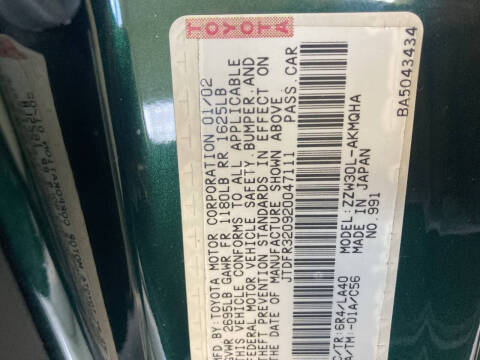 TOYOTA
MFD. BY: TOYOTA MOTOR CORPORATION 01/02
GVWR 2695LB GAWR FR 1180LB RR 1625LB
THIS VEHICLE CONFORMS TO ALL APPLICABLE
FEDERAL MOTOR VEHICLE SAFETY, BUMPER, AND
THEFT PREVENTION STANDARDS IN EFFECT ON
THE DATE OF MANUFACTURE SHOWN ABOVE.
JTDFR320920047111 PASS. CAR
C/TR: 6R4/LA40 MODEL: ZZW30L-AKMQHA
A/TM: -01A/C56 MADE IN JAPAN
NO. 991
BA5043434